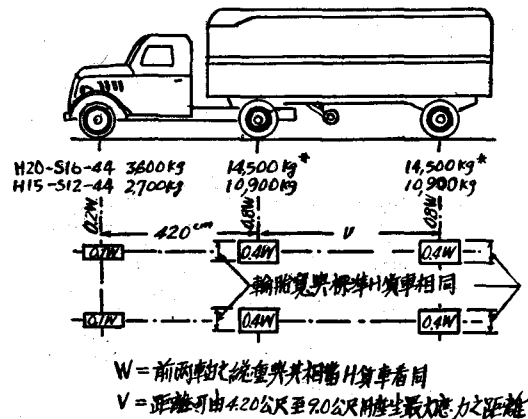 H20-S16-44 3,600kg 14,500kg* 14,500kg*
H15-S12-44 2,700kg 10,900kg 10,900kg
0.2W 0.8W 0.8W
420cm V
0.1W 0.4W 0.4W
輪胎寬與標準H貨車相同
0.1W 0.4W 0.4W
W=前兩軸之總重與其相當H貨車者同
V=距離可由4.20公尺至9.0公尺用產生最大應力之距離